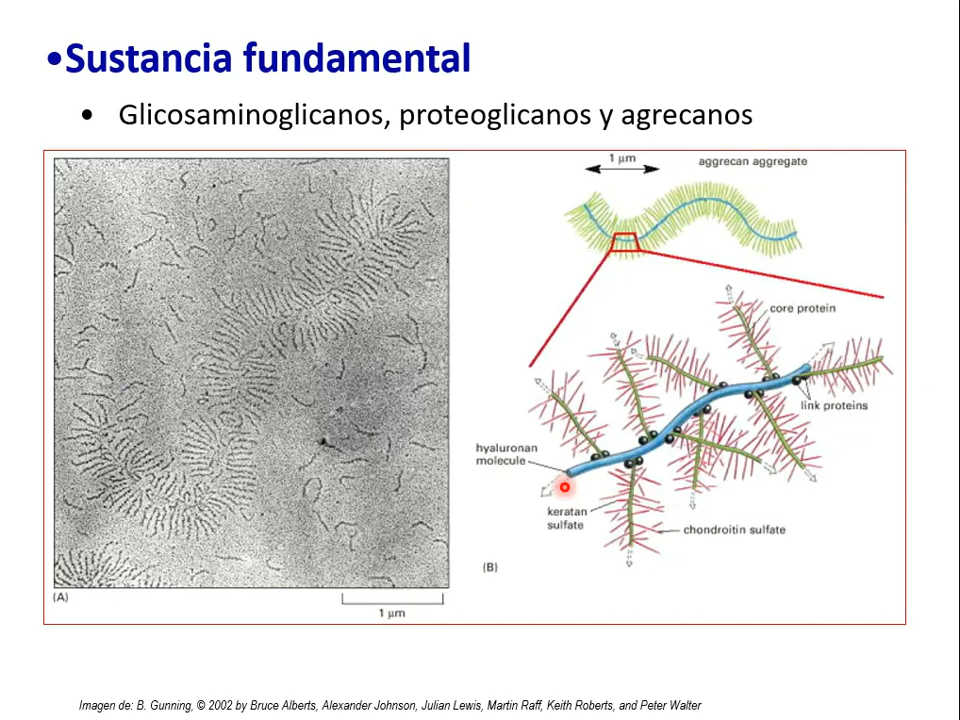 •Sustancia fundamental
• Glicosaminoglicanos, proteoglicanos y agrecanos
1 μm
aggrecan aggregate
core protein
link proteins
hyaluronan
molecule
keratan
sulfate
chondroitin sulfate
(B)
(A)
1 μm
Imagen de: B. Gunning, © 2002 by Bruce Alberts, Alexander Johnson, Julian Lewis, Martin Raff, Keith Roberts, and Peter Walter